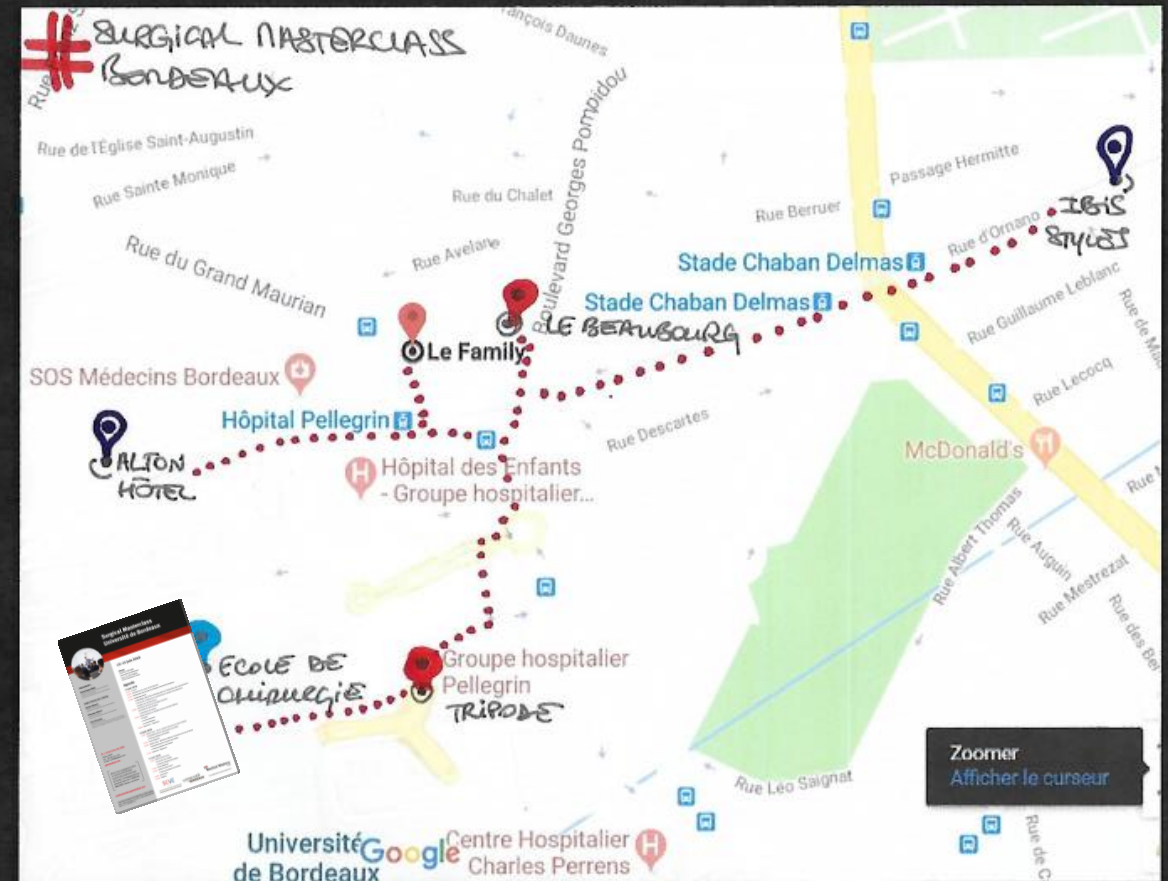 # SURGICAL MASTERCLASS
BORDEAUX
François Daunes
Rue de l'Église Saint-Augustin
Rue Sainte Monique
Rue du Chalet
Boulevard Georges Pompidou
Passage Hermitte
Rue Berruer
Rue d'Ornano
IBIS
STYLES
Rue du Grand Maurian
Rue Avelane
Stade Chaban Delmas
Stade Chaban Delmas
LE BEAUBOURG
Rue Guillaume Leblanc
Le Family
SOS Médecins Bordeaux
Rue Lecocq
Hôpital Pellegrin
Rue Descartes
McDonald's
ALTON
HÔTEL
Hôpital des Enfants
- Groupe hospitalier...
Rue Albert Thomas
Rue Auguin
Rue Mestrezat
Rue des Bel
Surgical Masterclass
Université de Bordeaux
ECOLE DE
CHIRURGIE
Groupe hospitalier
Pellegrin
TRIPODE
Rue Léo Saignat
Zoomer
Afficher le curseur
Rue de C
Université
de Bordeaux
Google
Centre Hospitalier
Charles Perrens